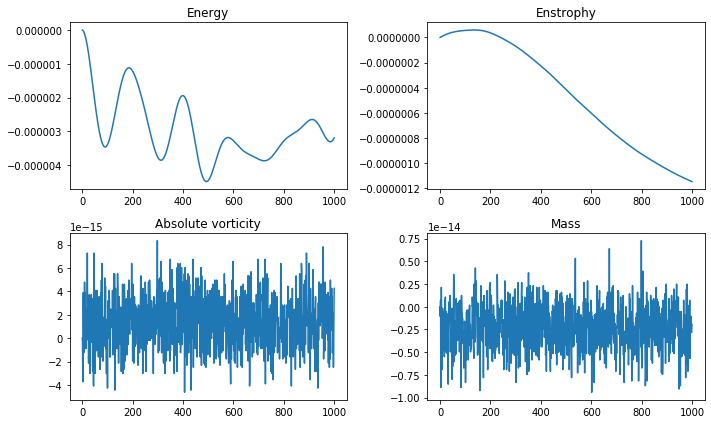 Energy
0.000000
−0.000001
−0.000002
−0.000003
−0.000004
0 200 400 600 800 1000
Enstrophy
0.0000000
−0.0000002
−0.0000004
−0.0000006
−0.0000008
−0.0000010
−0.0000012
0 200 400 600 800 1000
1e−15
Absolute vorticity
8
6
4
2
0
−2
−4
0 200 400 600 800 1000
1e−14
Mass
0.75
0.50
0.25
0.00
−0.25
−0.50
−0.75
−1.00
0 200 400 600 800 1000